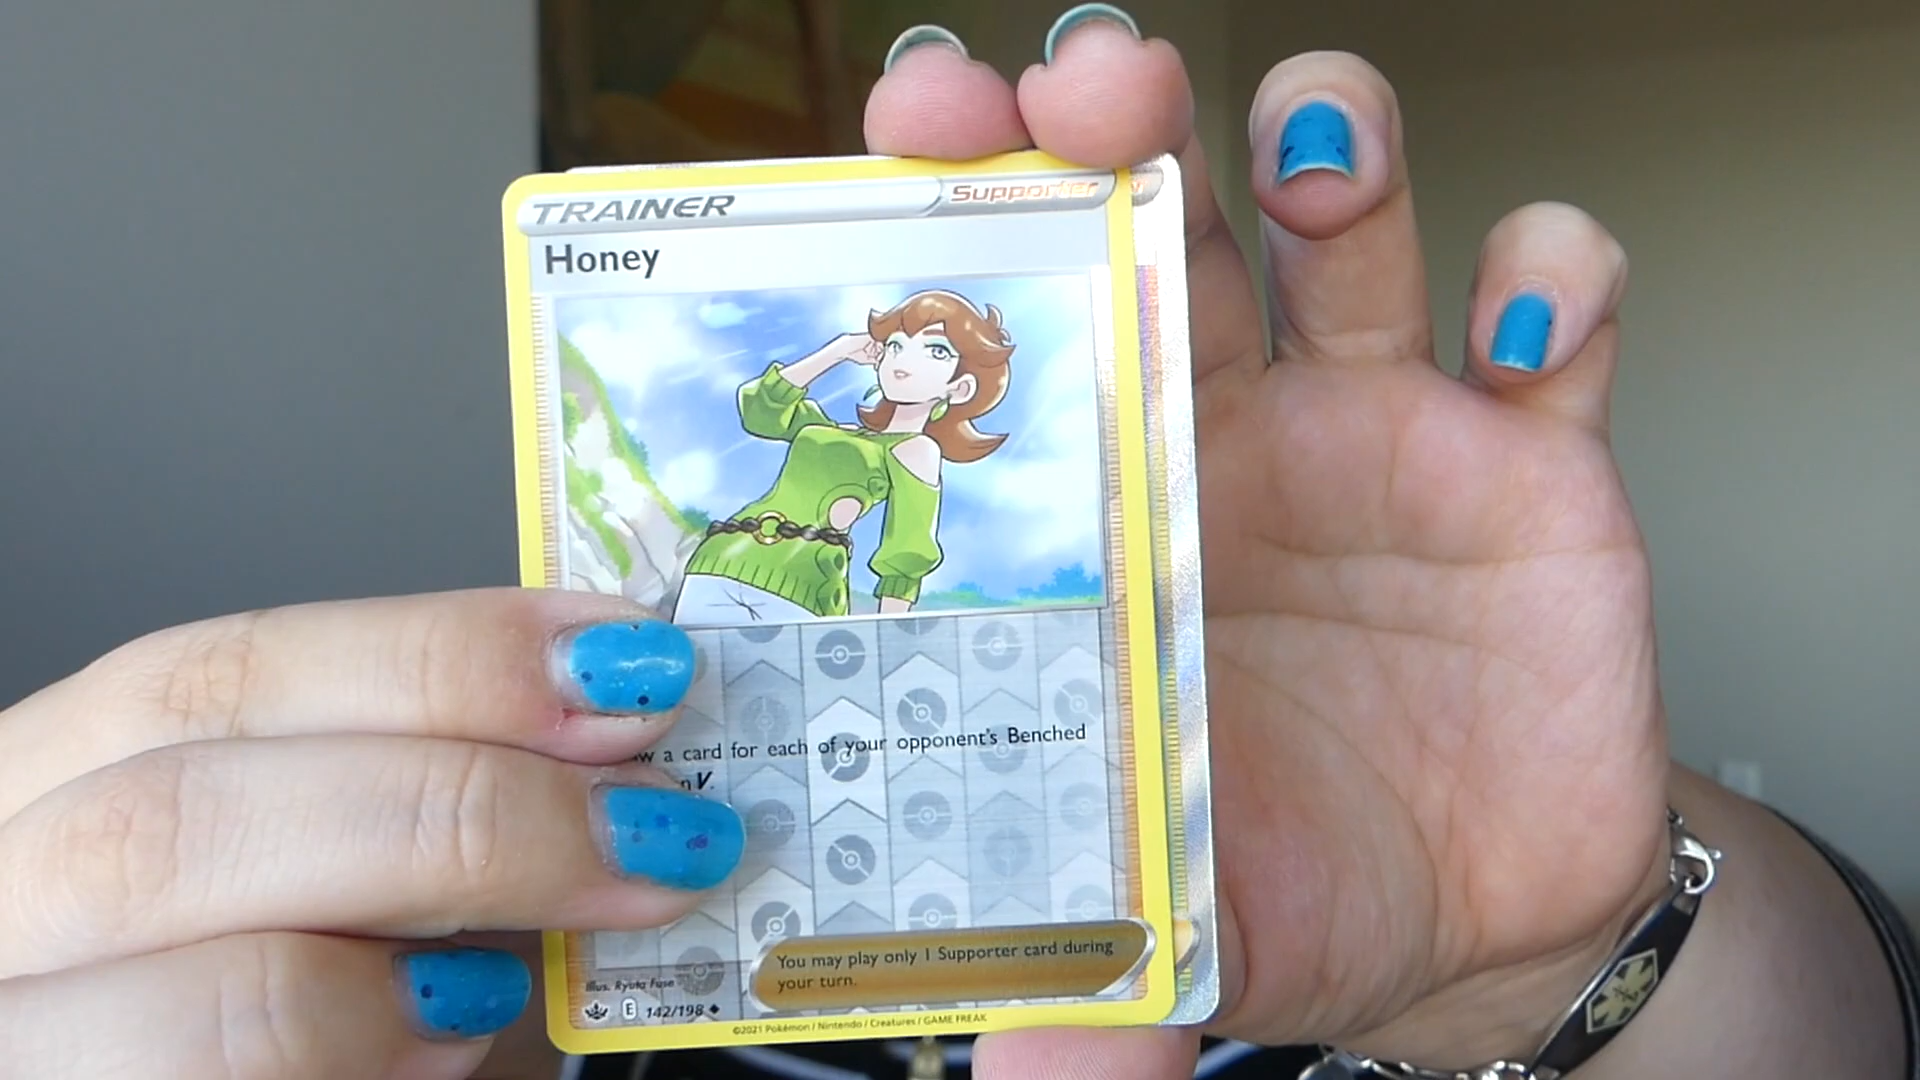 TRAINER Supporter
Honey
a card for each of your opponent's Benched
V.
You may play only 1 Supporter card during
your turn.
Illus. Ryuta Fuse
E 142/198
©2021 Pokémon / Nintendo / Creatures / GAME FREAK